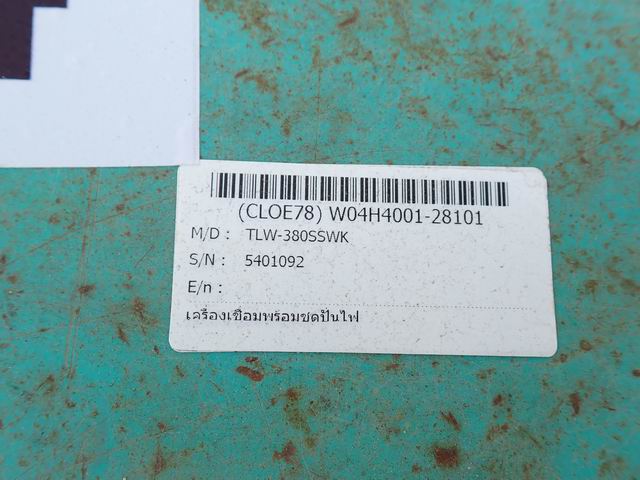 (CLOE78) W04H4001-28101
M/D : TLW-380SSWK
S/N : 5401092
E/n :
เครื่องเชื่อมพร้อมชุดปั่นไฟ